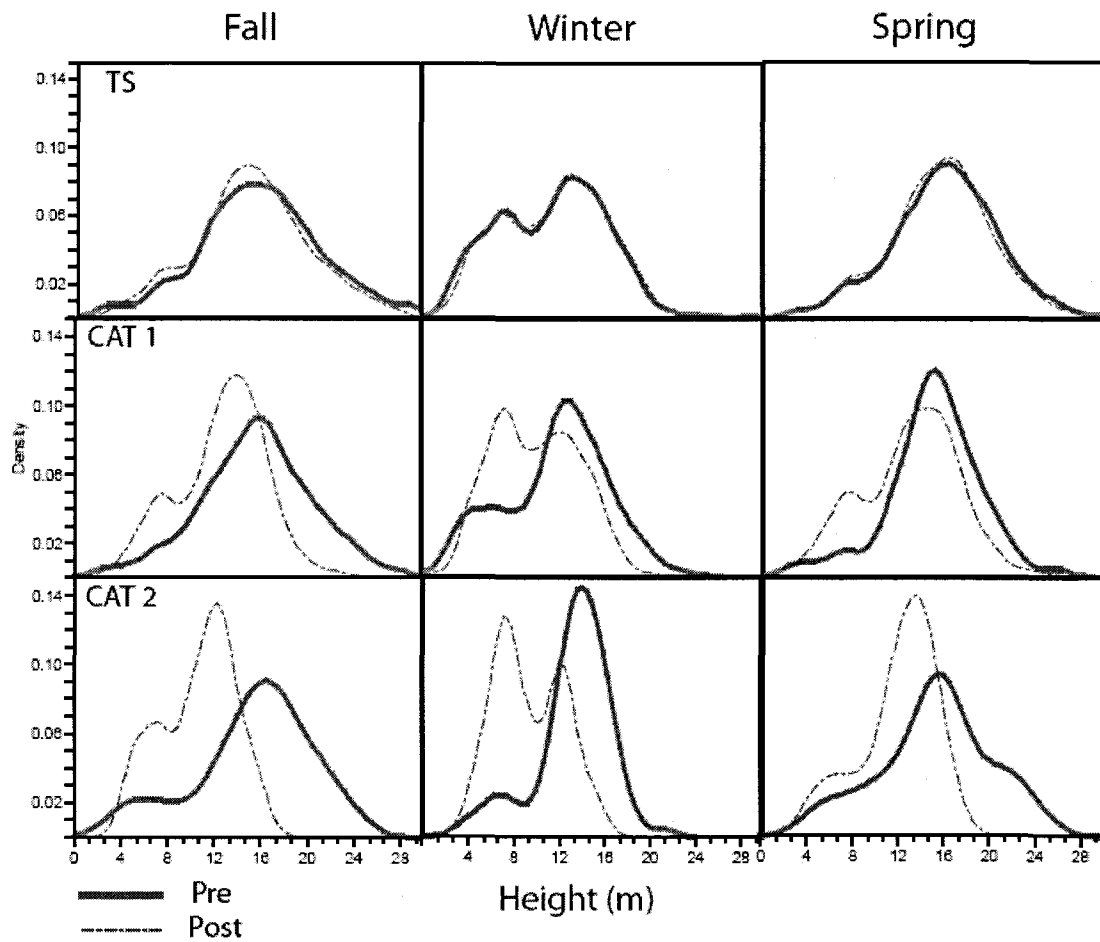 Fall Winter Spring
TS
0.14
0.10
0.06
0.02
CAT 1
0.14
0.10
0.06
0.02
Density
CAT 2
0.14
0.10
0.06
0.02
0 4 8 12 16 20 24 28 4 8 12 16 20 24 28 0 4 8 12 16 20 24 28
Pre
Height (m)
Post